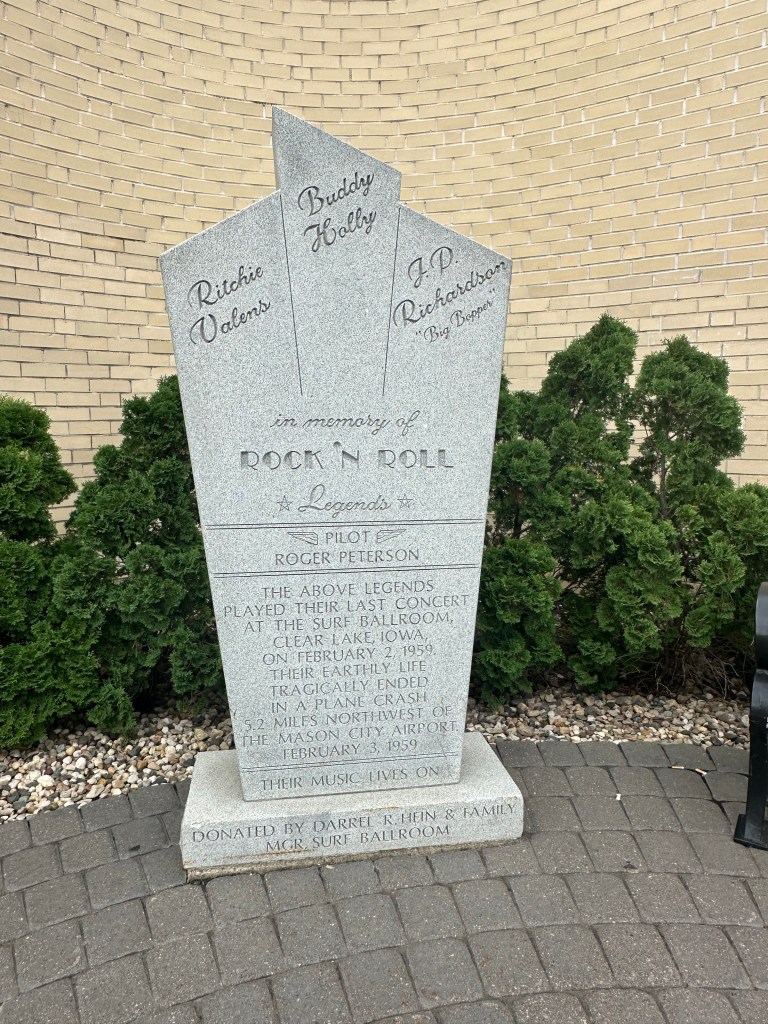 Buddy
Holly
Ritchie
Valens
J.P.
Richardson
"Big Bopper"
in memory of
ROCK 'N ROLL
☆ Legends ☆
PILOT
ROGER PETERSON
THE ABOVE LEGENDS
PLAYED THEIR LAST CONCERT
AT THE SURF BALLROOM,
CLEAR LAKE, IOWA,
ON FEBRUARY 2, 1959.
THEIR EARTHLY LIFE
TRAGICALLY ENDED
IN A PLANE CRASH
5.2 MILES NORTHWEST OF
THE MASON CITY AIRPORT
FEBRUARY 3, 1959
THEIR MUSIC LIVES ON
DONATED BY DARREL R. HEIN & FAMILY
MGR. SURF BALLROOM